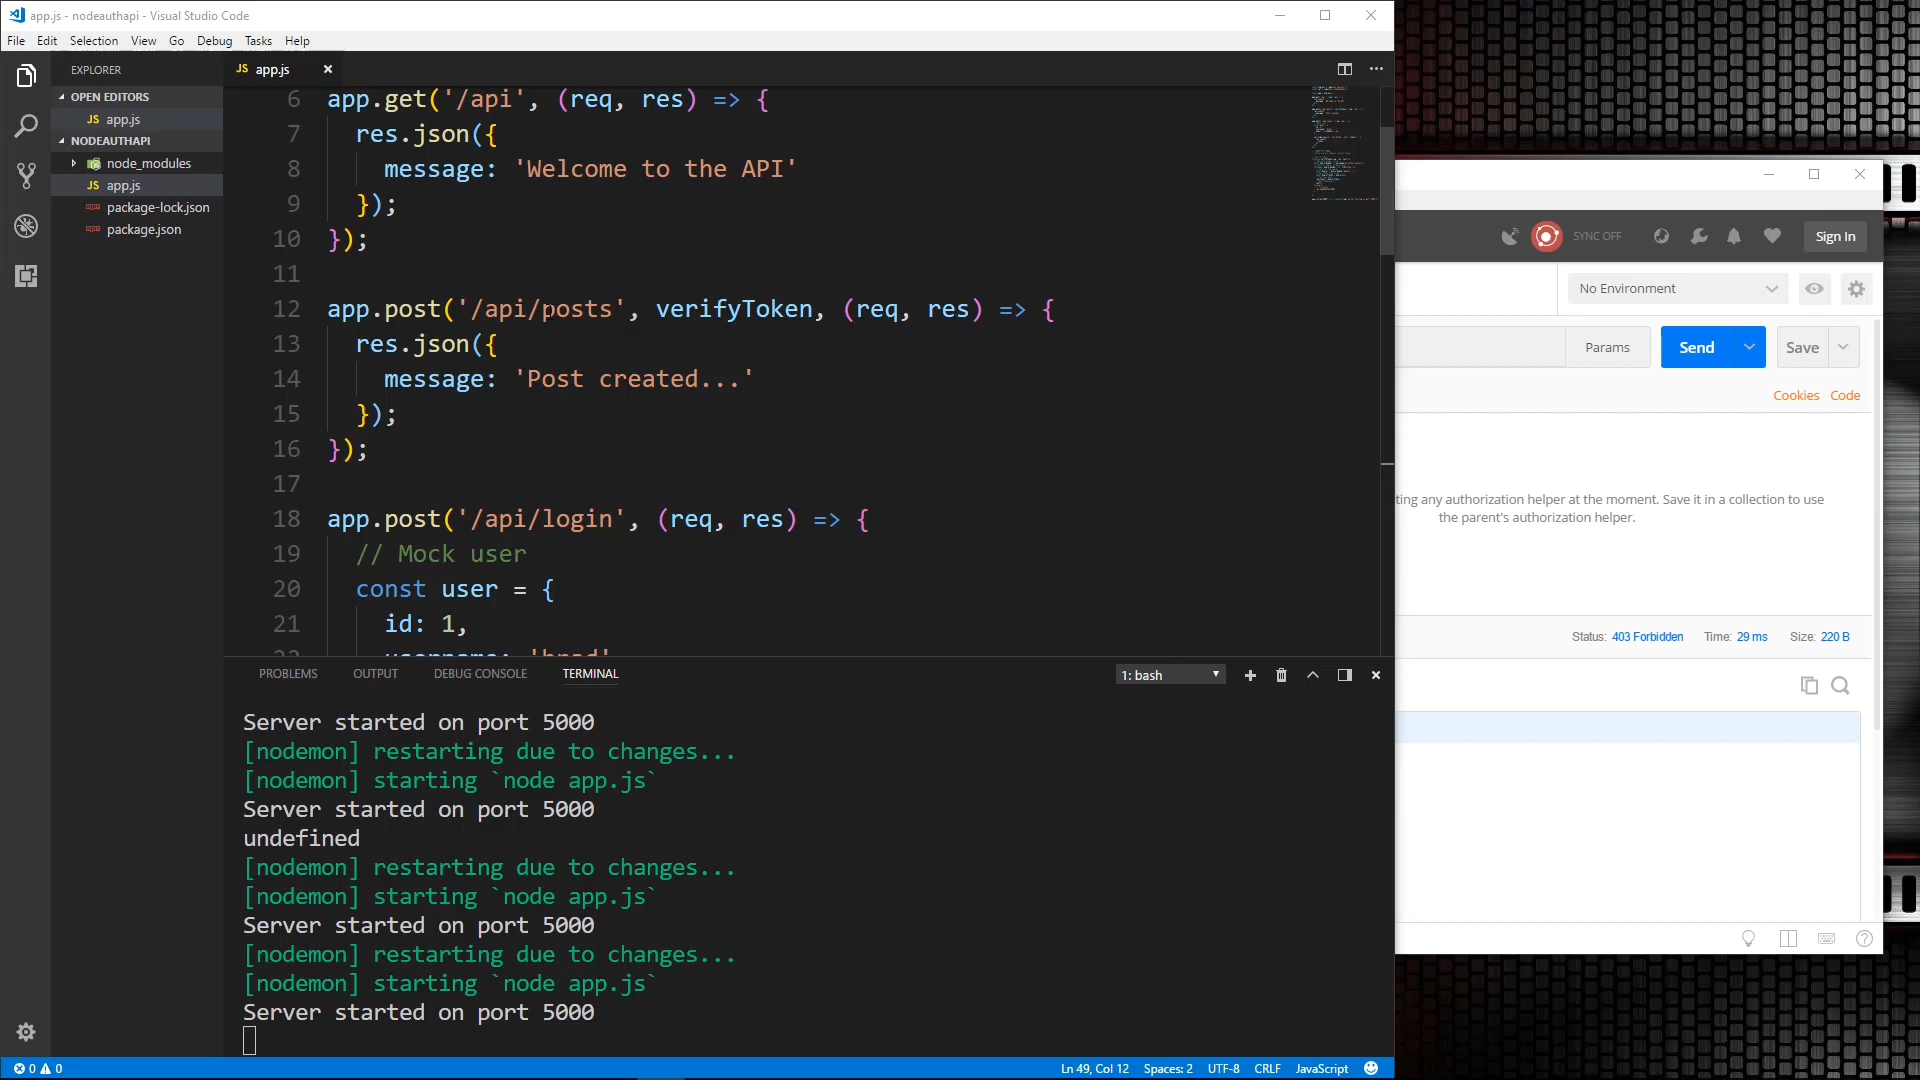 app.js - nodeauthapi - Visual Studio Code
File Edit Selection View Go Debug Tasks Help
EXPLORER
OPEN EDITORS
JS app.js
NODEAUTHAPI
node_modules
JS app.js
package-lock.json
package.json
JS app.js
6 app.get('/api', (req, res) => {
7 res.json({
8 message: 'Welcome to the API'
9 });
10 });
11
12 app.post('/api/posts', verifyToken, (req, res) => {
13 res.json({
14 message: 'Post created...'
15 });
16 });
17
18 app.post('/api/login', (req, res) => {
19 // Mock user
20 const user = {
21 id: 1,
22 username: 'brad'
PROBLEMS OUTPUT DEBUG CONSOLE TERMINAL
1: bash
Server started on port 5000
[nodemon] restarting due to changes...
[nodemon] starting `node app.js`
Server started on port 5000
undefined
[nodemon] restarting due to changes...
[nodemon] starting `node app.js`
Server started on port 5000
[nodemon] restarting due to changes...
[nodemon] starting `node app.js`
Server started on port 5000
0 0
Ln 49, Col 12 Spaces: 2 UTF-8 CRLF JavaScript
SYNC OFF
Sign In
No Environment
Params Send Save
Cookies Code
ting any authorization helper at the moment. Save it in a collection to use
the parent's authorization helper.
Status: 403 Forbidden Time: 29 ms Size: 220 B